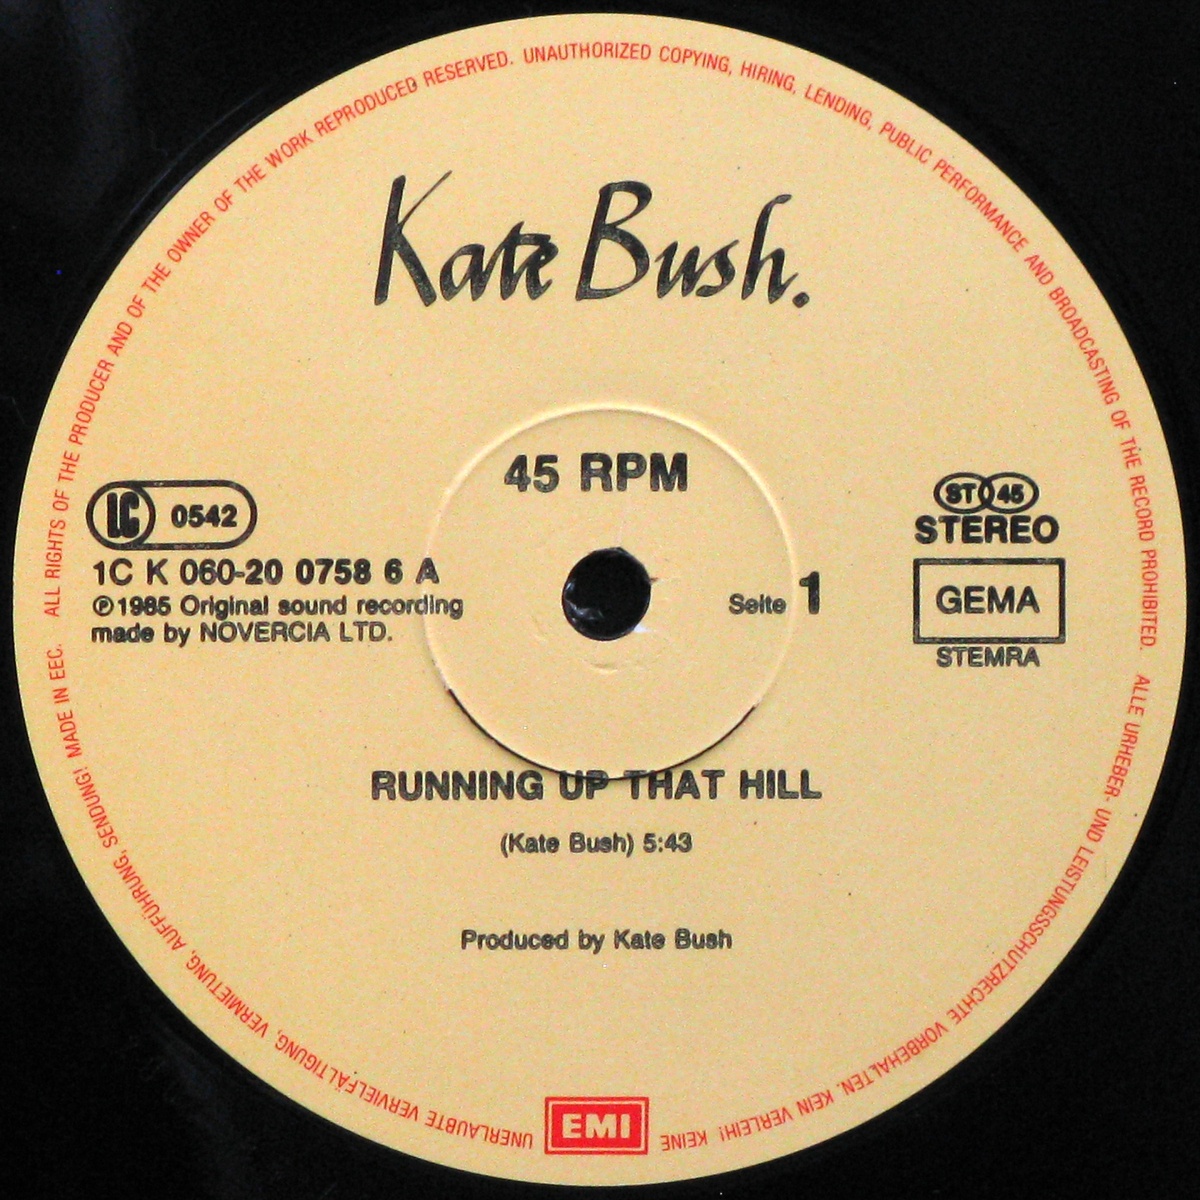 ALL RIGHTS OF THE PRODUCER AND OF THE OWNER OF THE WORK REPRODUCED RESERVED. UNAUTHORIZED COPYING, HIRING, LENDING, PUBLIC PERFORMANCE AND BROADCASTING OF THE RECORD PROHIBITED.
Kate Bush.
45 RPM
LC 0542
1C K 060-20 0758 6 A
℗1985 Original sound recording
made by NOVERCIA LTD.
Seite 1
ST 45
STEREO
GEMA
STEMRA
RUNNING UP THAT HILL
(Kate Bush) 5:43
Produced by Kate Bush
EMI
ALLE URHEBER- UND LEISTUNGSSCHUTZRECHTE VORBEHALTEN. KEIN VERLEIH! KEINE UNERLAUBTE VERVIELFÄLTIGUNG, VERMIETUNG, AUFFÜHRUNG, SENDUNG! MADE IN EEC.